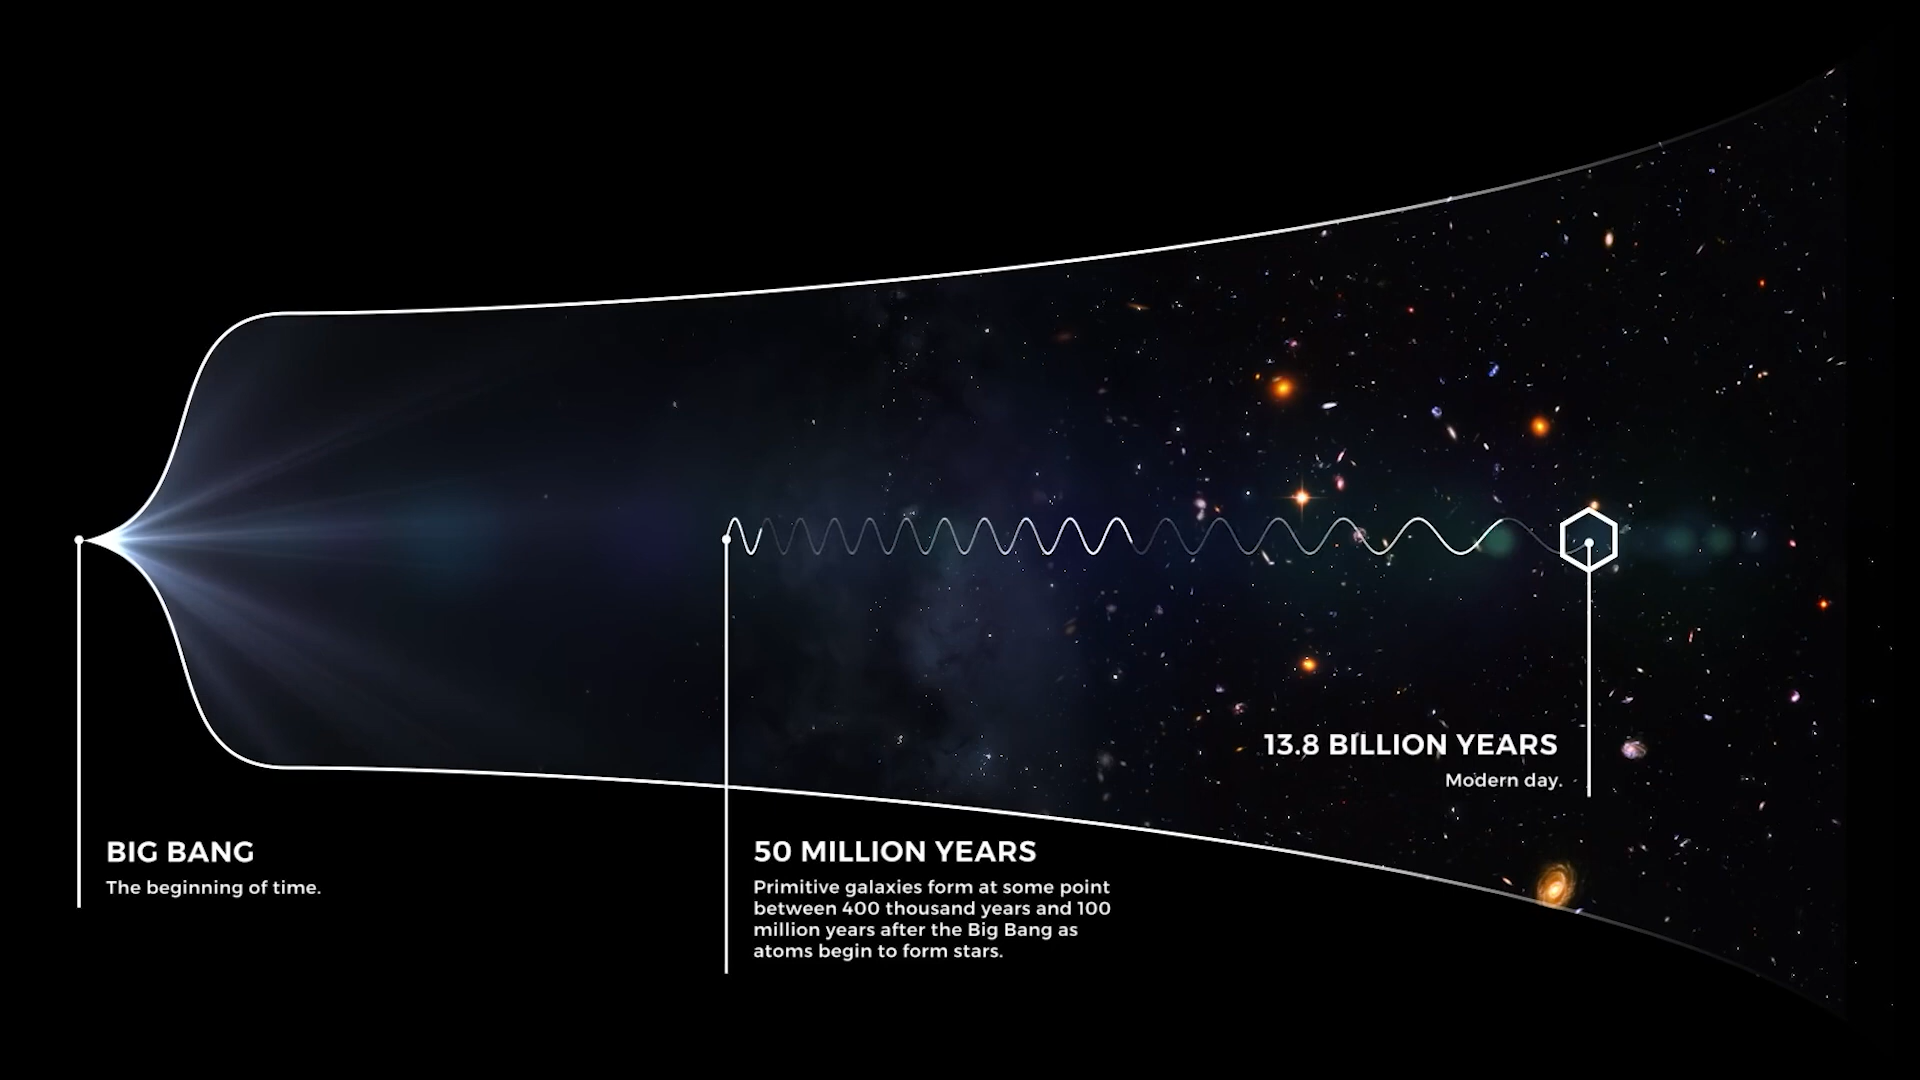 BIG BANG
The beginning of time.
50 MILLION YEARS
Primitive galaxies form at some point
between 400 thousand years and 100
million years after the Big Bang as
atoms begin to form stars.
13.8 BILLION YEARS
Modern day.